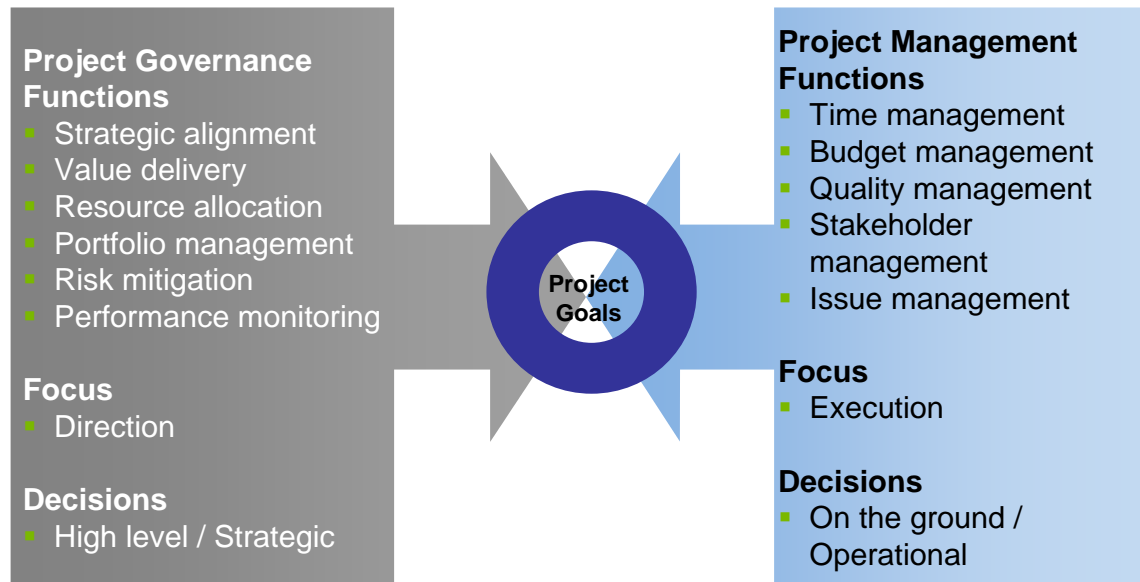 Project Governance
Functions
▪ Strategic alignment
▪ Value delivery
▪ Resource allocation
▪ Portfolio management
▪ Risk mitigation
▪ Performance monitoring
Focus
▪ Direction
Decisions
▪ High level / Strategic
Project
Goals
Project Management
Functions
▪ Time management
▪ Budget management
▪ Quality management
▪ Stakeholder
management
▪ Issue management
Focus
▪ Execution
Decisions
▪ On the ground /
Operational